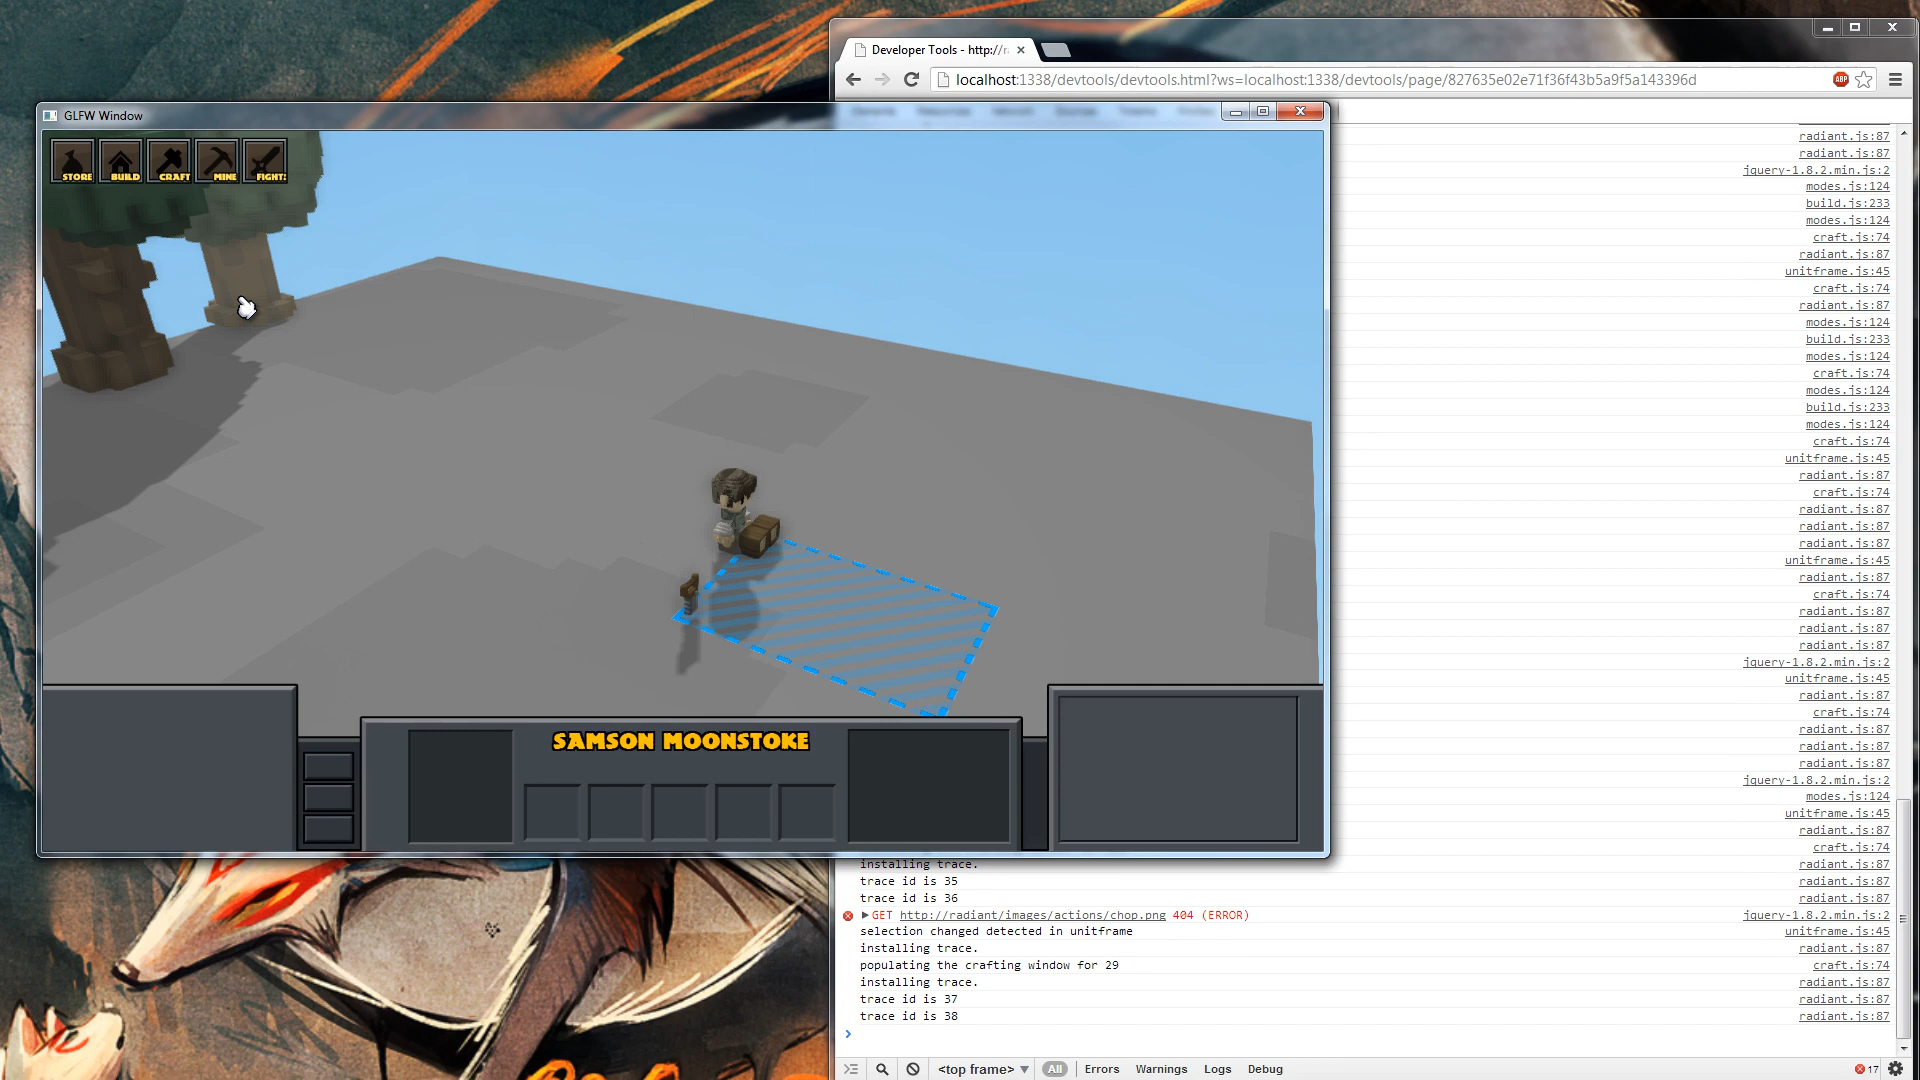 Developer Tools - http://r
localhost:1338/devtools/devtools.html?ws=localhost:1338/devtools/page/827635e02e71f36f43b5a9f5a143396d
ABP
GLFW Window
STORE
BUILD
CRAFT
MINE
FIGHT!
SAMSON MOONSTOKE
radiant.js:87
radiant.js:87
jquery-1.8.2.min.js:2
modes.js:124
build.js:233
modes.js:124
craft.js:74
radiant.js:87
unitframe.js:45
craft.js:74
radiant.js:87
modes.js:124
build.js:233
modes.js:124
craft.js:74
modes.js:124
build.js:233
modes.js:124
craft.js:74
unitframe.js:45
radiant.js:87
craft.js:74
radiant.js:87
radiant.js:87
radiant.js:87
unitframe.js:45
radiant.js:87
craft.js:74
radiant.js:87
radiant.js:87
radiant.js:87
jquery-1.8.2.min.js:2
unitframe.js:45
radiant.js:87
craft.js:74
radiant.js:87
radiant.js:87
radiant.js:87
jquery-1.8.2.min.js:2
modes.js:124
unitframe.js:45
radiant.js:87
craft.js:74
installing trace. radiant.js:87
trace id is 35 radiant.js:87
trace id is 36 radiant.js:87
GET http://radiant/images/actions/chop.png 404 (ERROR) jquery-1.8.2.min.js:2
selection changed detected in unitframe unitframe.js:45
installing trace. radiant.js:87
populating the crafting window for 29 craft.js:74
installing trace. radiant.js:87
trace id is 37 radiant.js:87
trace id is 38 radiant.js:87
<top frame> All Errors Warnings Logs Debug 17